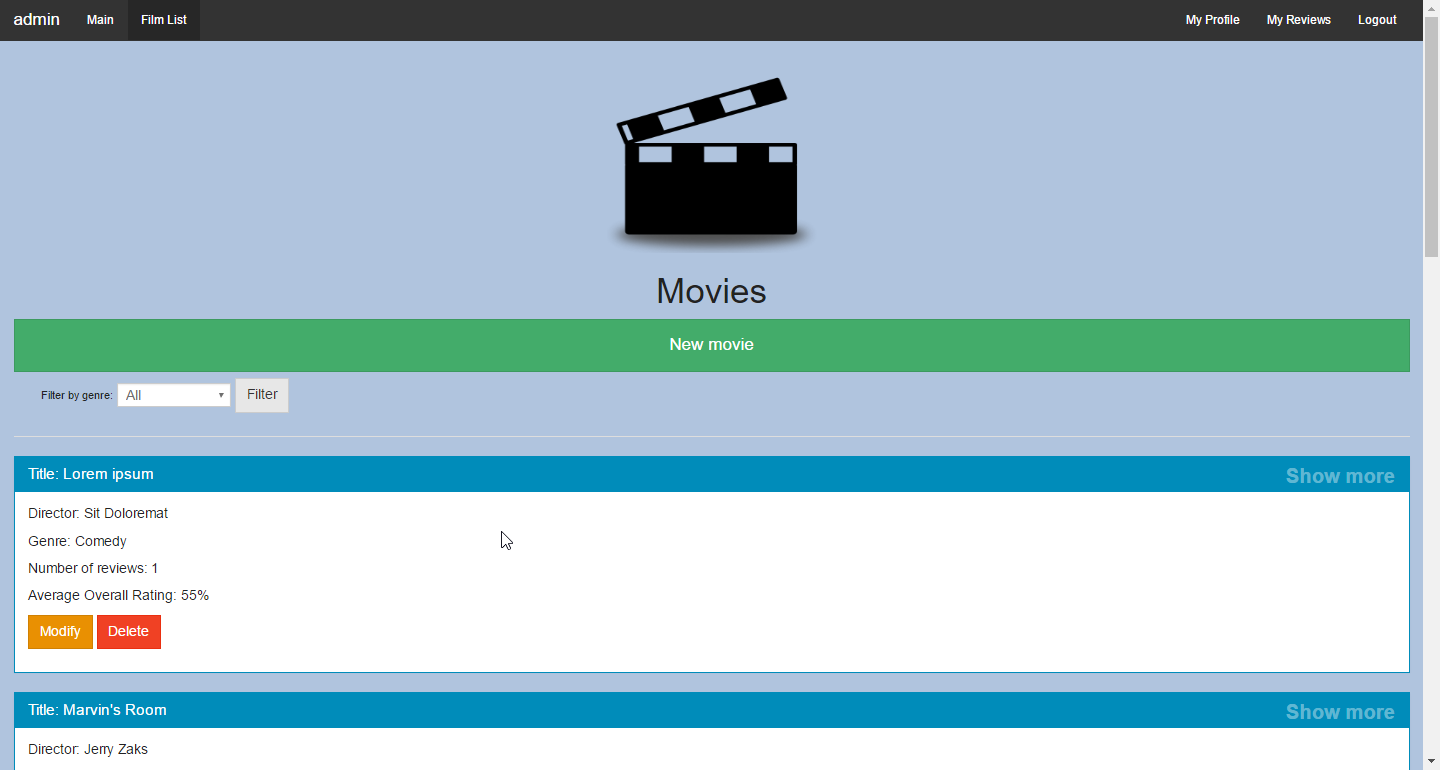 admin Main Film List My Profile My Reviews Logout
Movies
New movie
Filter by genre: All Filter
Title: Lorem ipsum Show more
Director: Sit Doloremat
Genre: Comedy
Number of reviews: 1
Average Overall Rating: 55%
Modify Delete
Title: Marvin's Room Show more
Director: Jerry Zaks